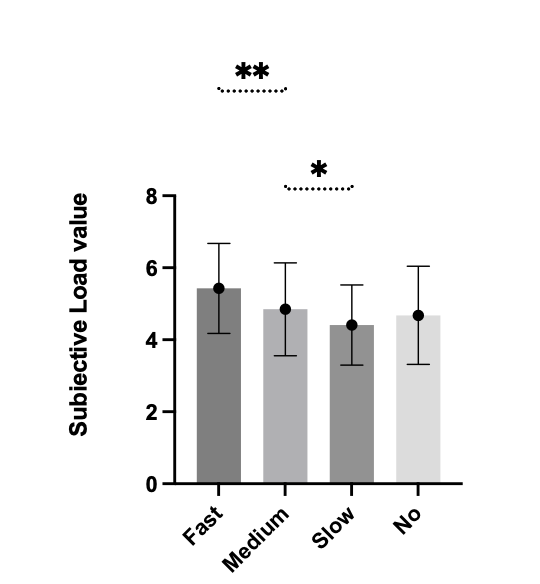 **
*
Subiective Load value
8
6
4
2
0
Fast
Medium
Slow
No